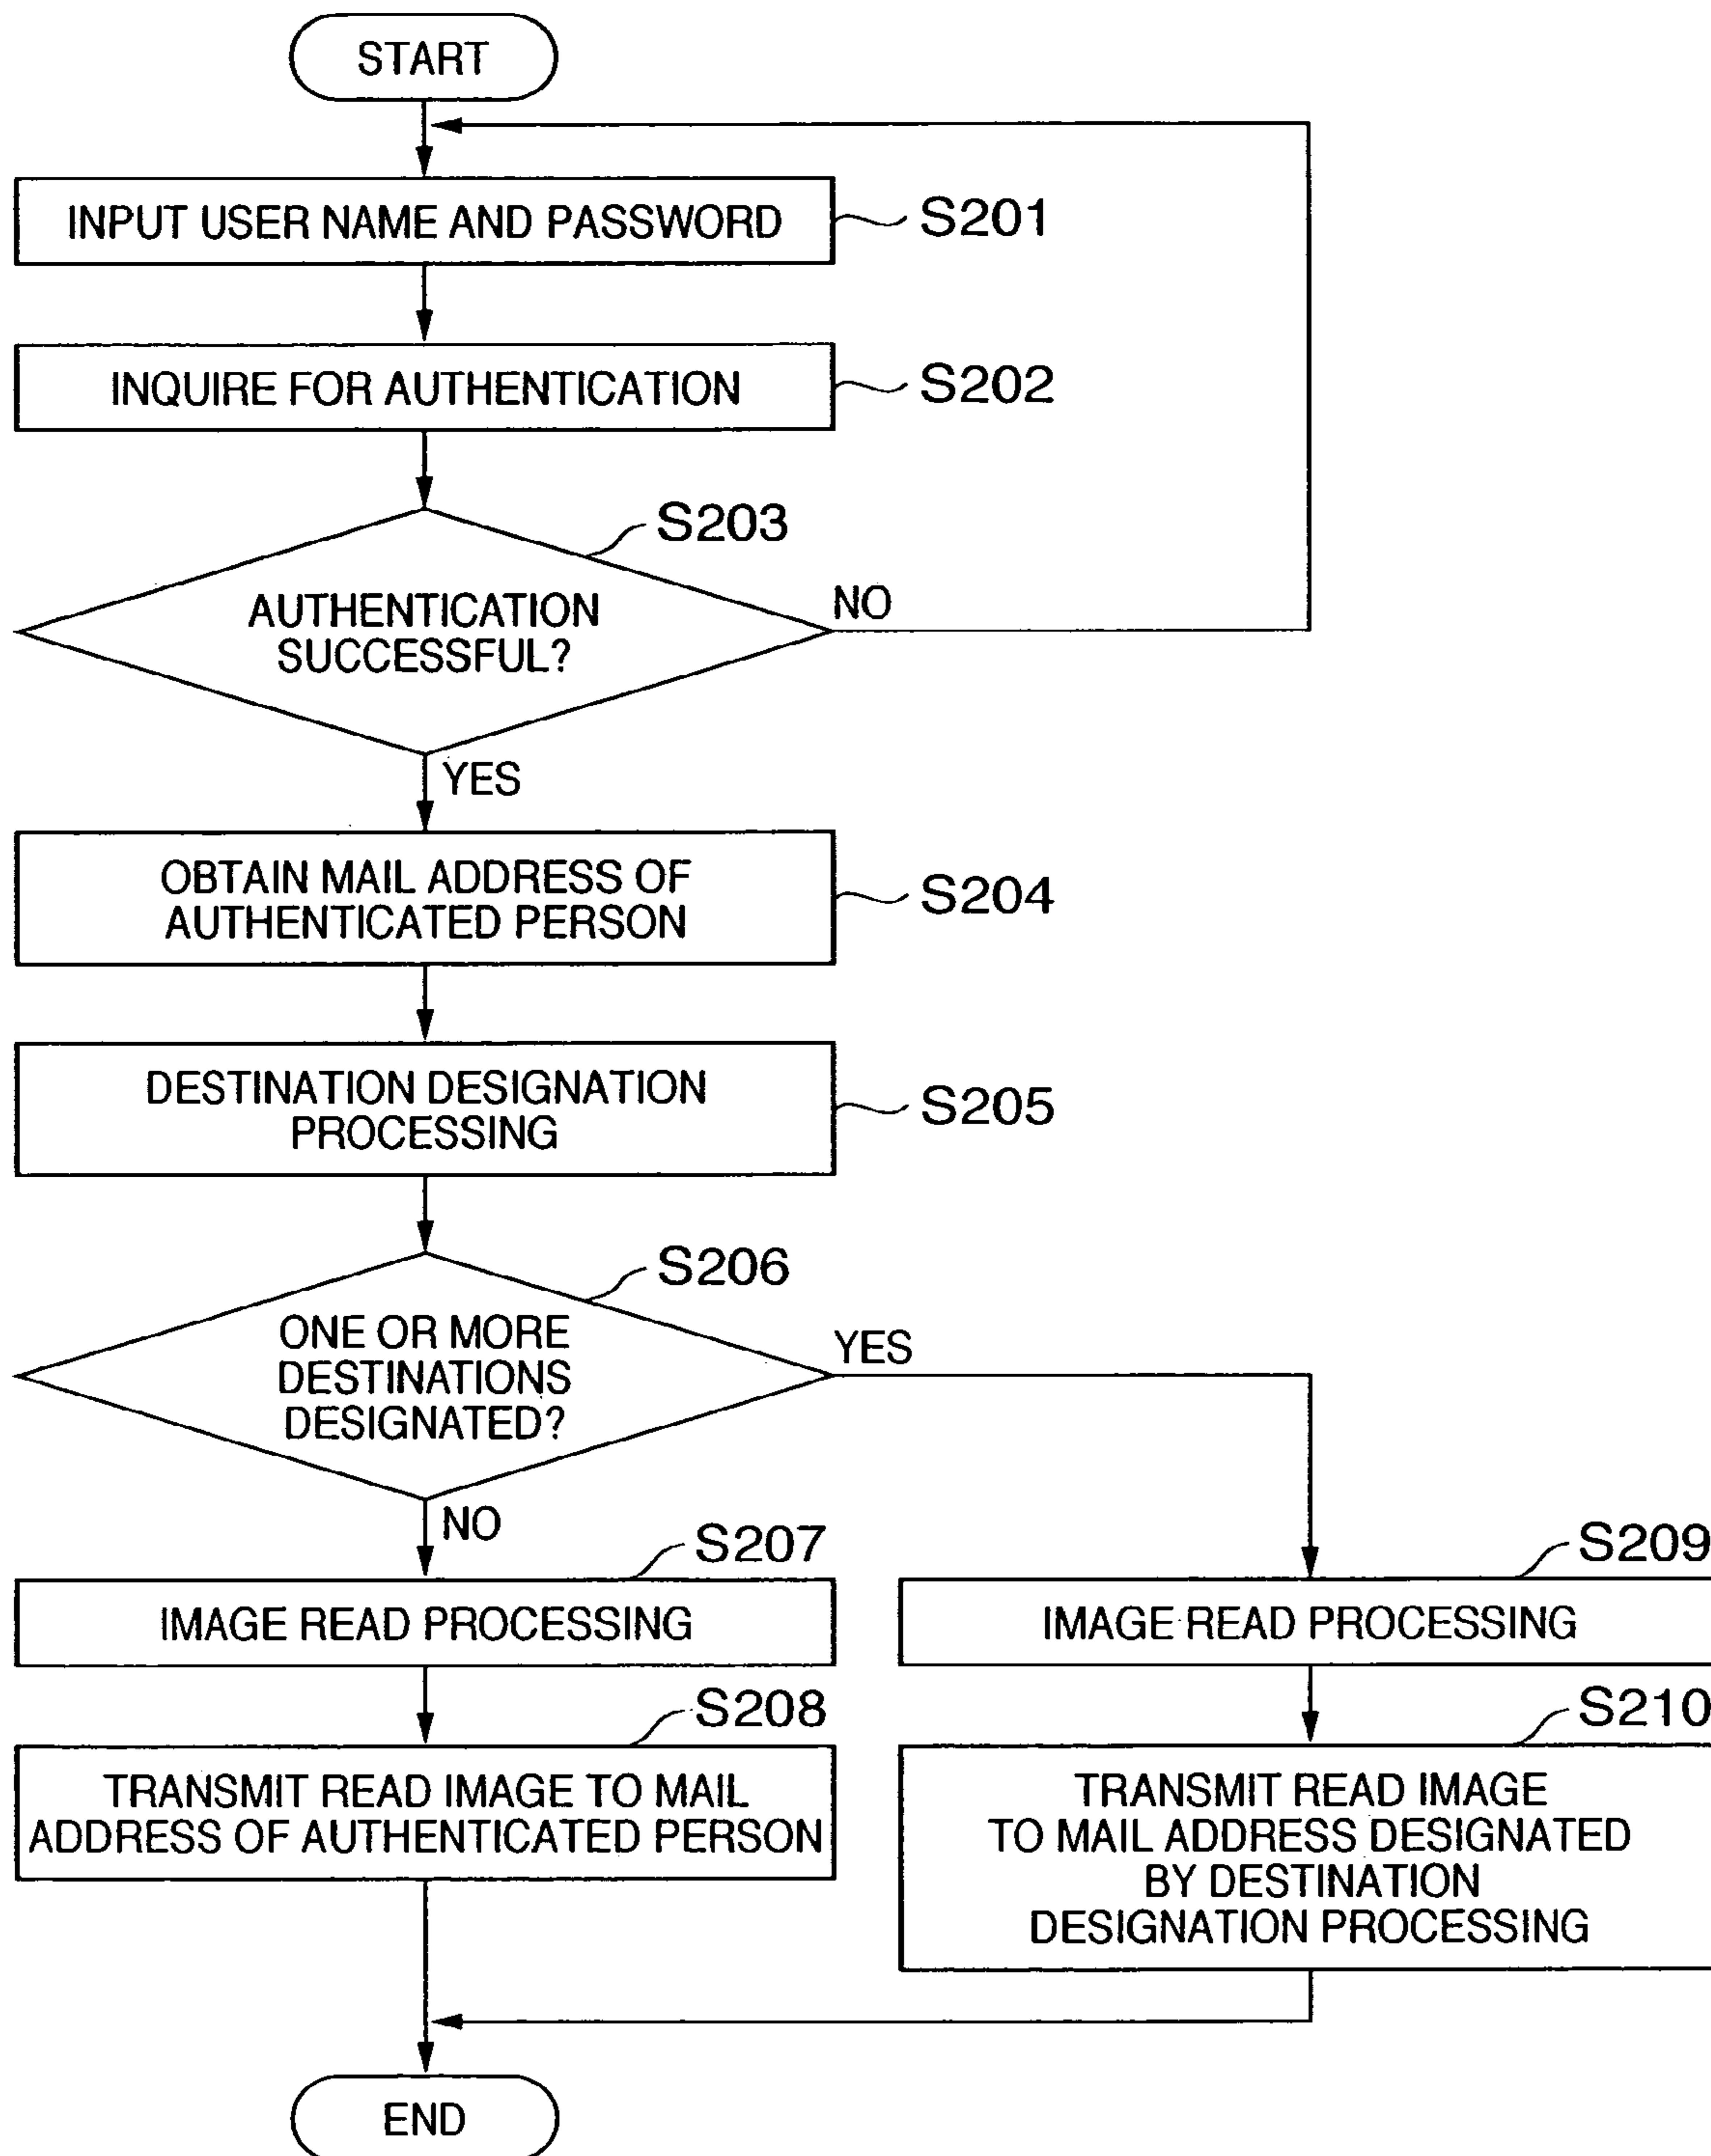 START
INPUT USER NAME AND PASSWORD
S201
INQUIRE FOR AUTHENTICATION
S202
S203
AUTHENTICATION
SUCCESSFUL?
NO
YES
OBTAIN MAIL ADDRESS OF
AUTHENTICATED PERSON
S204
DESTINATION DESIGNATION
PROCESSING
S205
S206
ONE OR MORE
DESTINATIONS
DESIGNATED?
YES
NO
S207
IMAGE READ PROCESSING
S208
TRANSMIT READ IMAGE TO MAIL
ADDRESS OF AUTHENTICATED PERSON
S209
IMAGE READ PROCESSING
S210
TRANSMIT READ IMAGE
TO MAIL ADDRESS DESIGNATED
BY DESTINATION
DESIGNATION PROCESSING
END